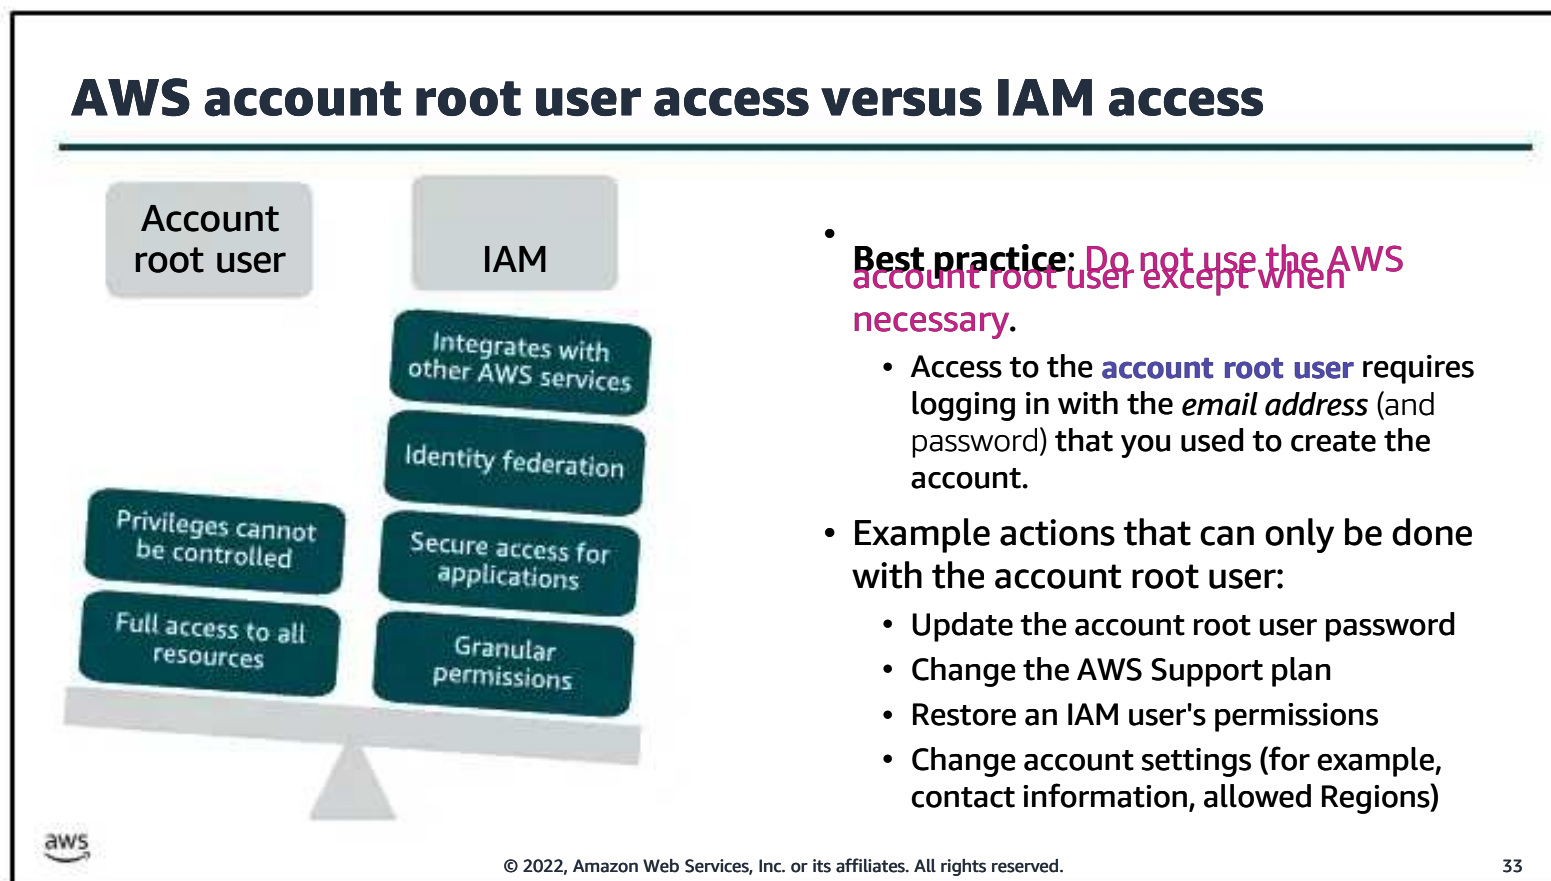 AWS account root user access versus IAM access
Account
root user
IAM
Integrates with
other AWS services
Identity federation
Privileges cannot
be controlled
Secure access for
applications
Full access to all
resources
Granular
permissions
• Best practice: Do not use the AWS
account root user except when
necessary.
• Access to the account root user requires
logging in with the email address (and
password) that you used to create the
account.
• Example actions that can only be done
with the account root user:
• Update the account root user password
• Change the AWS Support plan
• Restore an IAM user's permissions
• Change account settings (for example,
contact information, allowed Regions)
aws
© 2022, Amazon Web Services, Inc. or its affiliates. All rights reserved.
33